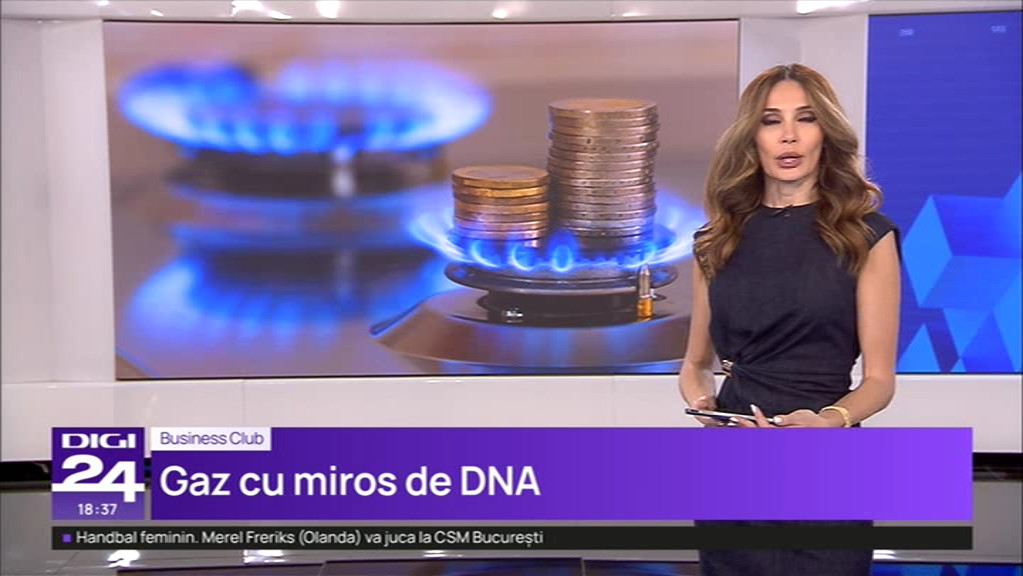 DIGI
24
18:37
Business Club
Gaz cu miros de DNA
Handbal feminin. Merel Freriks (Olanda) va juca la CSM București